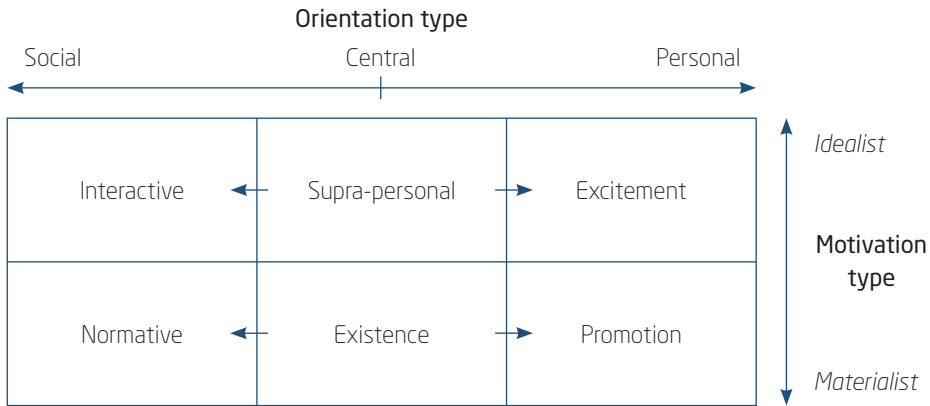 Orientation type
Social Central Personal
Idealist
Interactive Supra-personal Excitement
Motivation
type
Normative Existence Promotion
Materialist